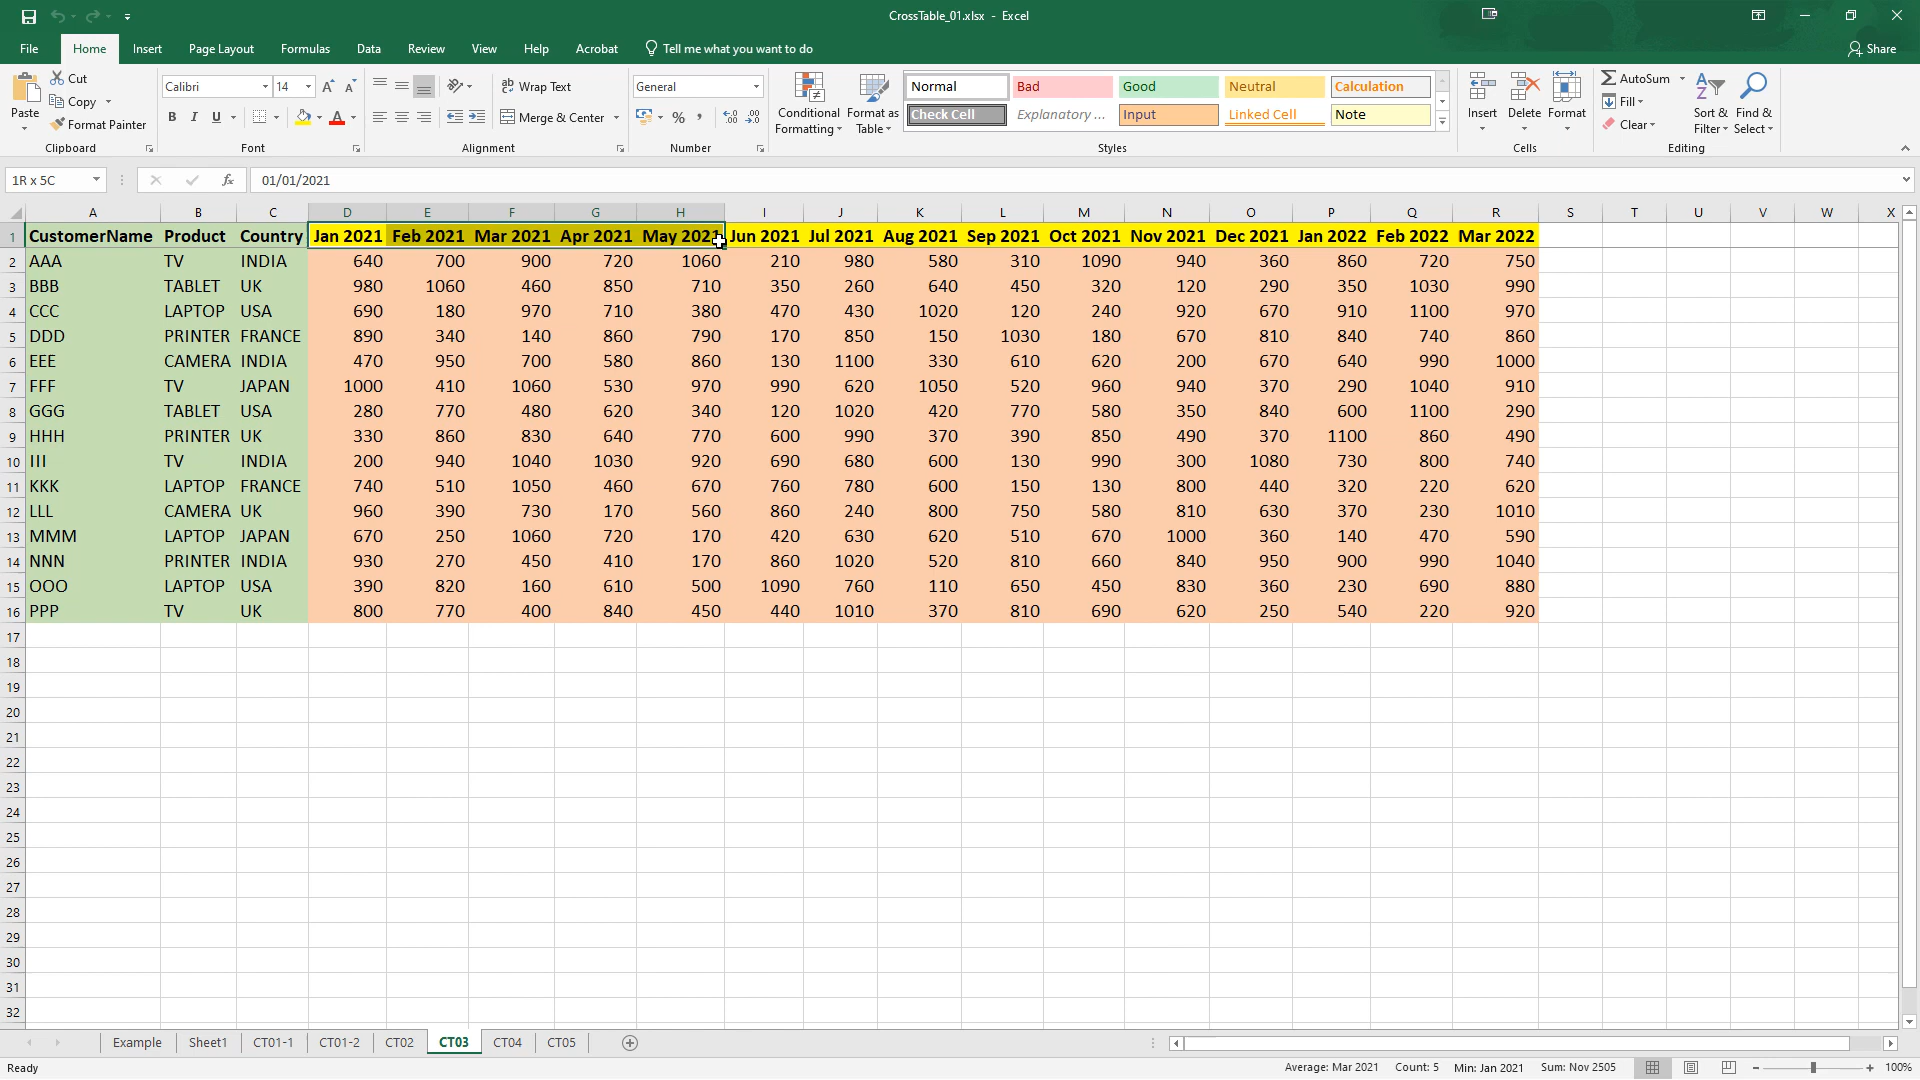 CrossTable_01.xlsx - Excel
File Home Insert Page Layout Formulas Data Review View Help Acrobat Tell me what you want to do Share
Paste Cut Copy Format Painter Clipboard
Calibri 14 A A B I U A Font
Wrap Text Merge & Center Alignment
General % , Number
Conditional Formatting Format as Table
Normal Bad Good Neutral Calculation
Check Cell Explanatory ... Input Linked Cell Note
Styles
Insert Delete Format Cells
AutoSum Fill Clear Sort & Filter Find & Select Editing
1R x 5C fx 01/01/2021
A B C D E F G H I J K L M N O P Q R S T U V W X
1 CustomerName Product Country Jan 2021 Feb 2021 Mar 2021 Apr 2021 May 2021 Jun 2021 Jul 2021 Aug 2021 Sep 2021 Oct 2021 Nov 2021 Dec 2021 Jan 2022 Feb 2022 Mar 2022
2 AAA TV INDIA 640 700 900 720 1060 210 980 580 310 1090 940 360 860 720 750
3 BBB TABLET UK 980 1060 460 850 710 350 260 640 450 320 120 290 350 1030 990
4 CCC LAPTOP USA 690 180 970 710 380 470 430 1020 120 240 920 670 910 1100 970
5 DDD PRINTER FRANCE 890 340 140 860 790 170 850 150 1030 180 670 810 840 740 860
6 EEE CAMERA INDIA 470 950 700 580 860 130 1100 330 610 620 200 670 640 990 1000
7 FFF TV JAPAN 1000 410 1060 530 970 990 620 1050 520 960 940 370 290 1040 910
8 GGG TABLET USA 280 770 480 620 340 120 1020 420 770 580 350 840 600 1100 290
9 HHH PRINTER UK 330 860 830 640 770 600 990 370 390 850 490 370 1100 860 490
10 III TV INDIA 200 940 1040 1030 920 690 680 600 130 990 300 1080 730 800 740
11 KKK LAPTOP FRANCE 740 510 1050 460 670 760 780 600 150 130 800 440 320 220 620
12 LLL CAMERA UK 960 390 730 170 560 860 240 800 750 580 810 630 370 230 1010
13 MMM LAPTOP JAPAN 670 250 1060 720 170 420 630 620 510 670 1000 360 140 470 590
14 NNN PRINTER INDIA 930 270 450 410 170 860 1020 520 810 660 840 950 900 990 1040
15 OOO LAPTOP USA 390 820 160 610 500 1090 760 110 650 450 830 360 230 690 880
16 PPP TV UK 800 770 400 840 450 440 1010 370 810 690 620 250 540 220 920
17
18
19
20
21
22
23
24
25
26
27
28
29
30
31
32
Example Sheet1 CT01-1 CT01-2 CT02 CT03 CT04 CT05
Ready Average: Mar 2021 Count: 5 Min: Jan 2021 Sum: Nov 2505 100%